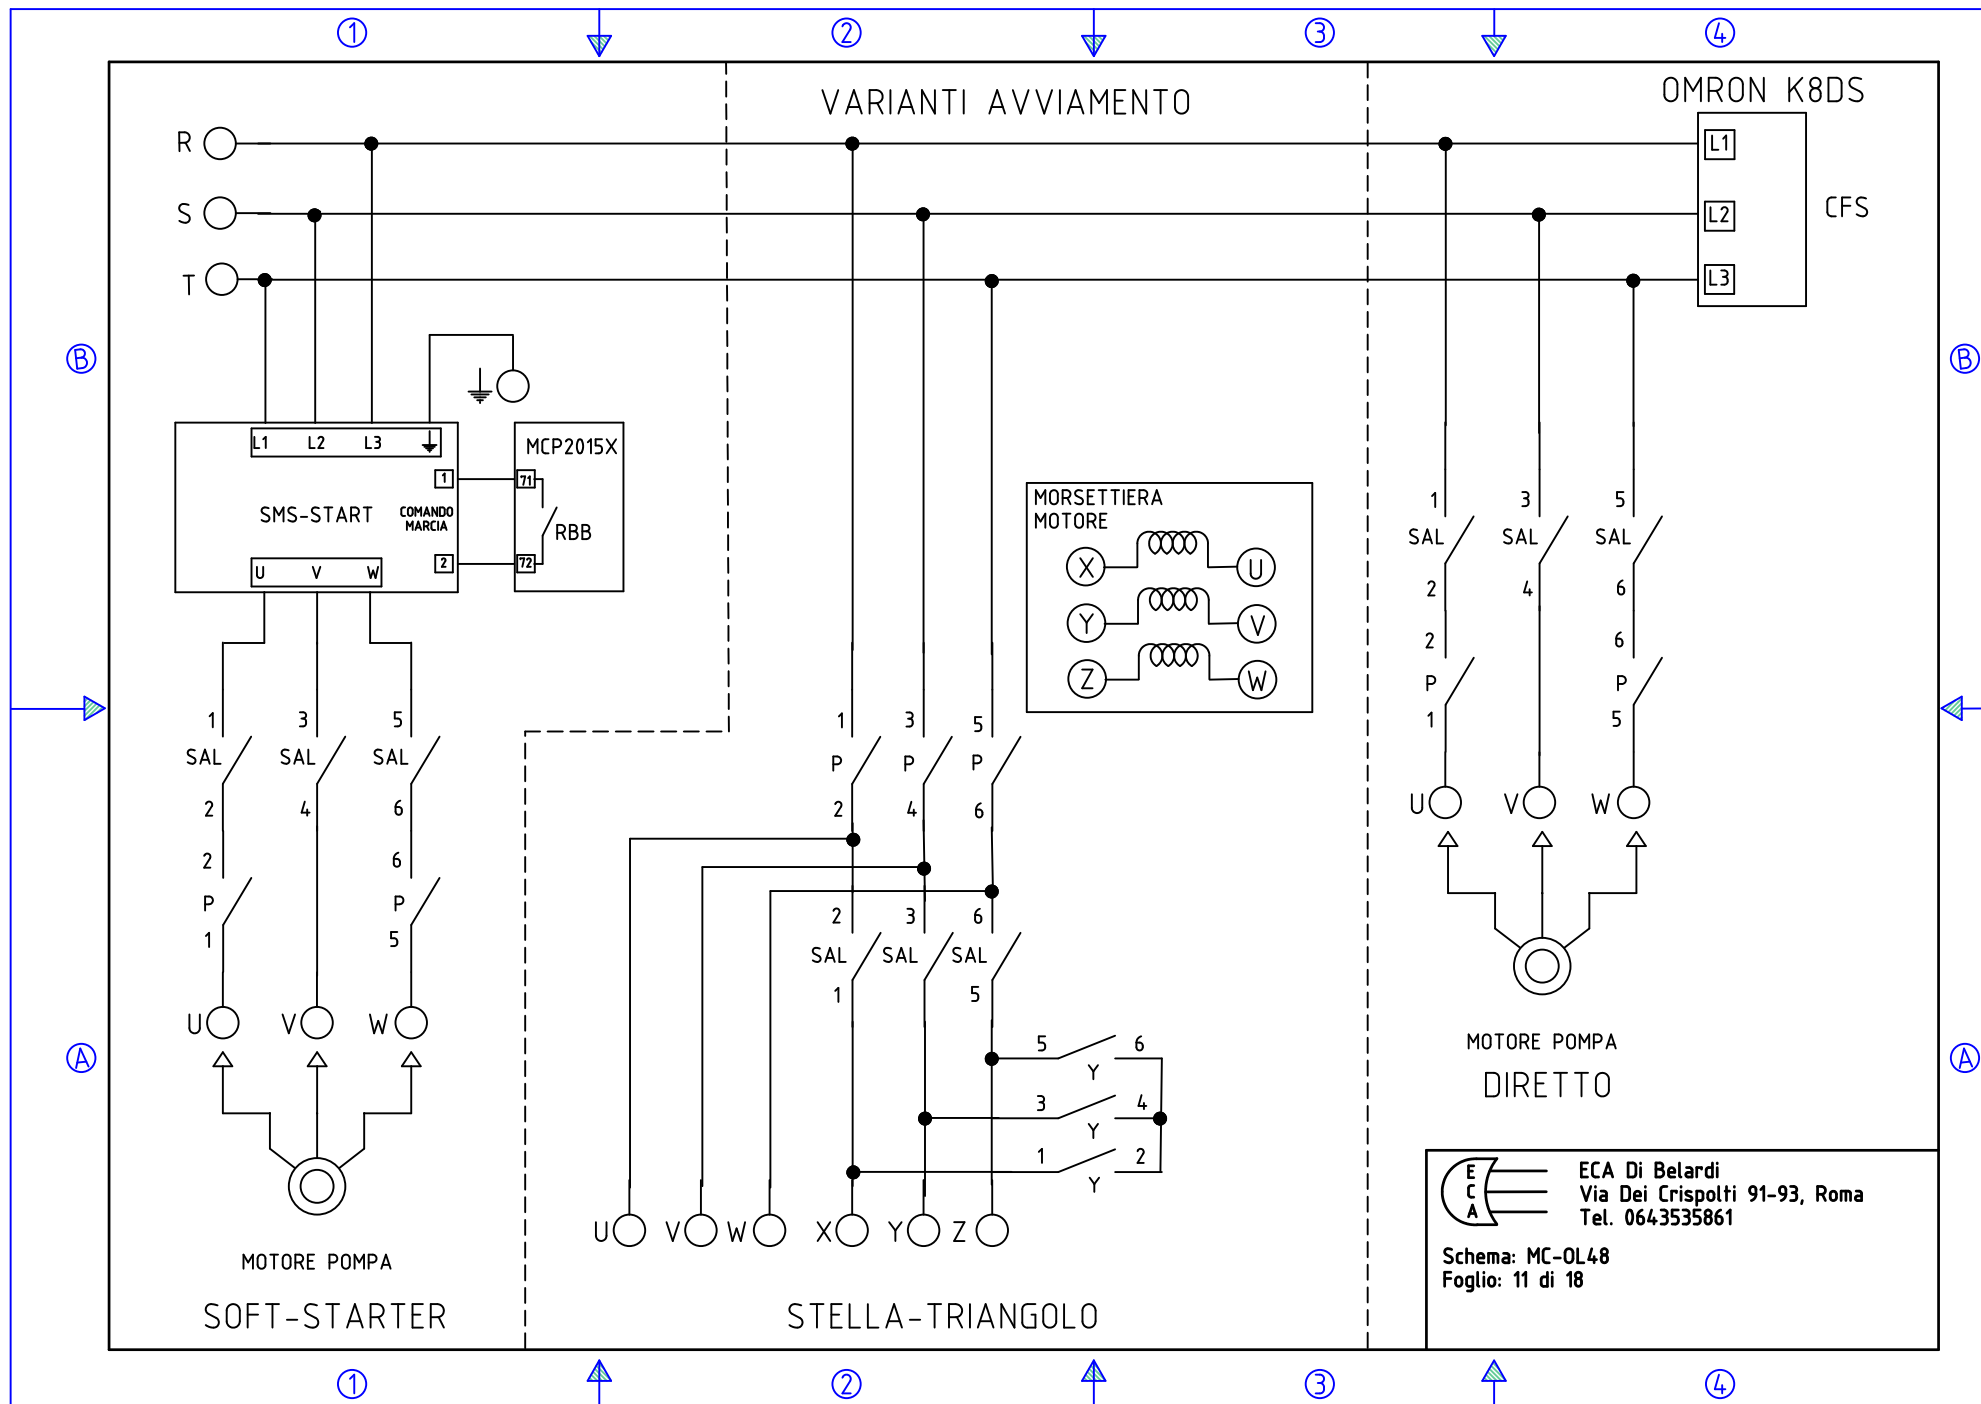 1 2 3 4
VARIANTI AVVIAMENTO
OMRON K8DS
R
S
T
L1
L2
L3
CFS
B
B
L1 L2 L3
SMS-START
COMANDO
MARCIA
1
2
U V W
MCP2015X
71
72
RBB
1 3 5
SAL SAL SAL
2 4 6
2 6
P P
1 5
U V W
MOTORE POMPA
SOFT-STARTER
MORSETTIERA
MOTORE
X U
Y V
Z W
1 3 5
P P P
2 4 6
2 3 6
SAL SAL SAL
1 5
5 6
Y
3 4
Y
1 2
Y
U V W X Y Z
STELLA-TRIANGOLO
1 3 5
SAL SAL SAL
2 4 6
2 6
P P
1 5
U V W
MOTORE POMPA
DIRETTO
A
A
E
C
A
ECA Di Belardi
Via Dei Crispolti 91-93, Roma
Tel. 0643535861
Schema: MC-OL48
Foglio: 11 di 18
1 2 3 4